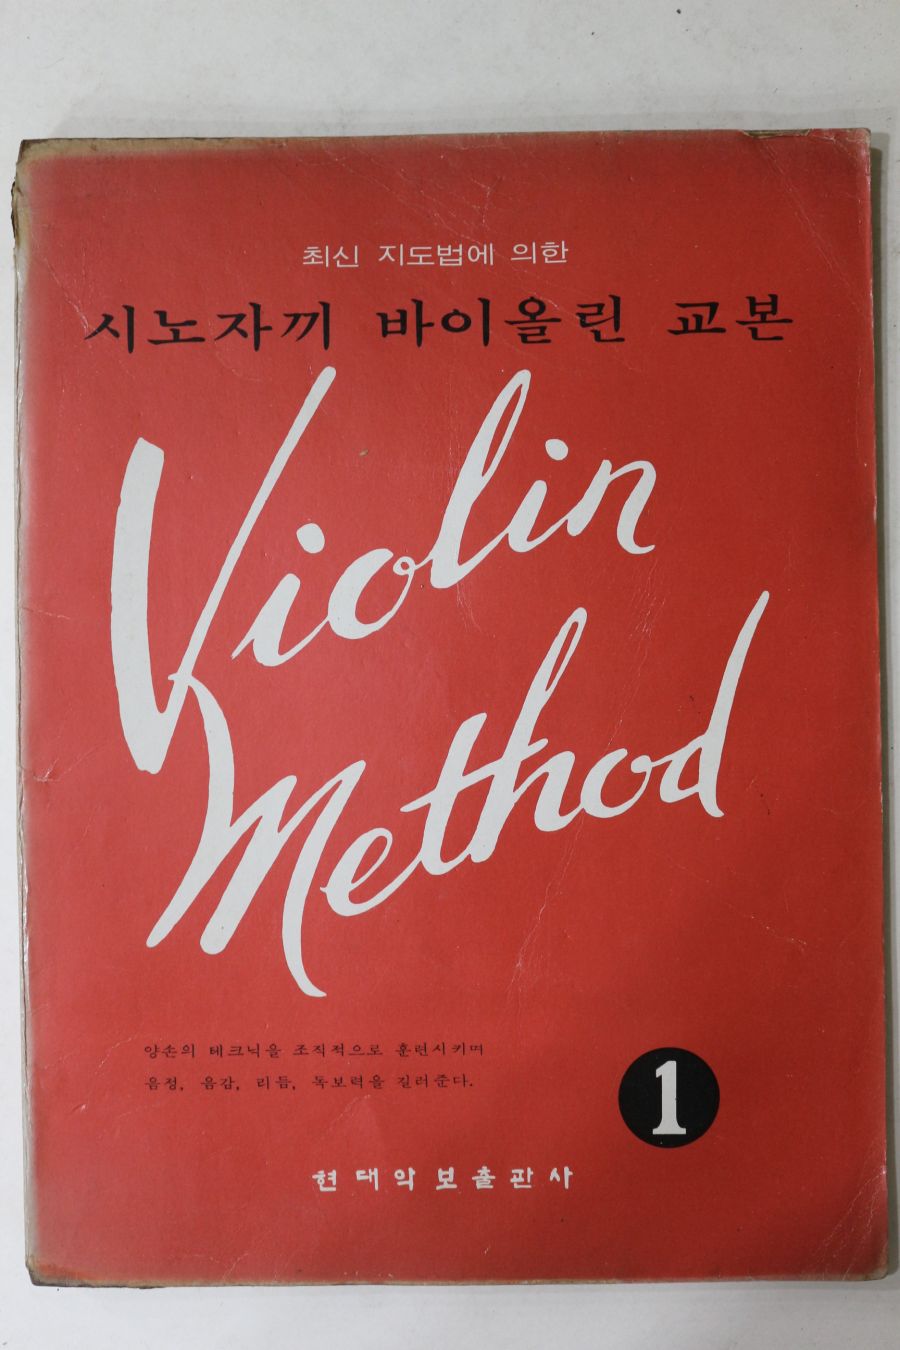 최신 지도법에 의한
시노자끼 바이올린 교본
Violin
Method
양손의 테크닉을 조직적으로 훈련시키며
음정, 음감, 리듬, 독보력을 길러준다.
1
현대악보출판사